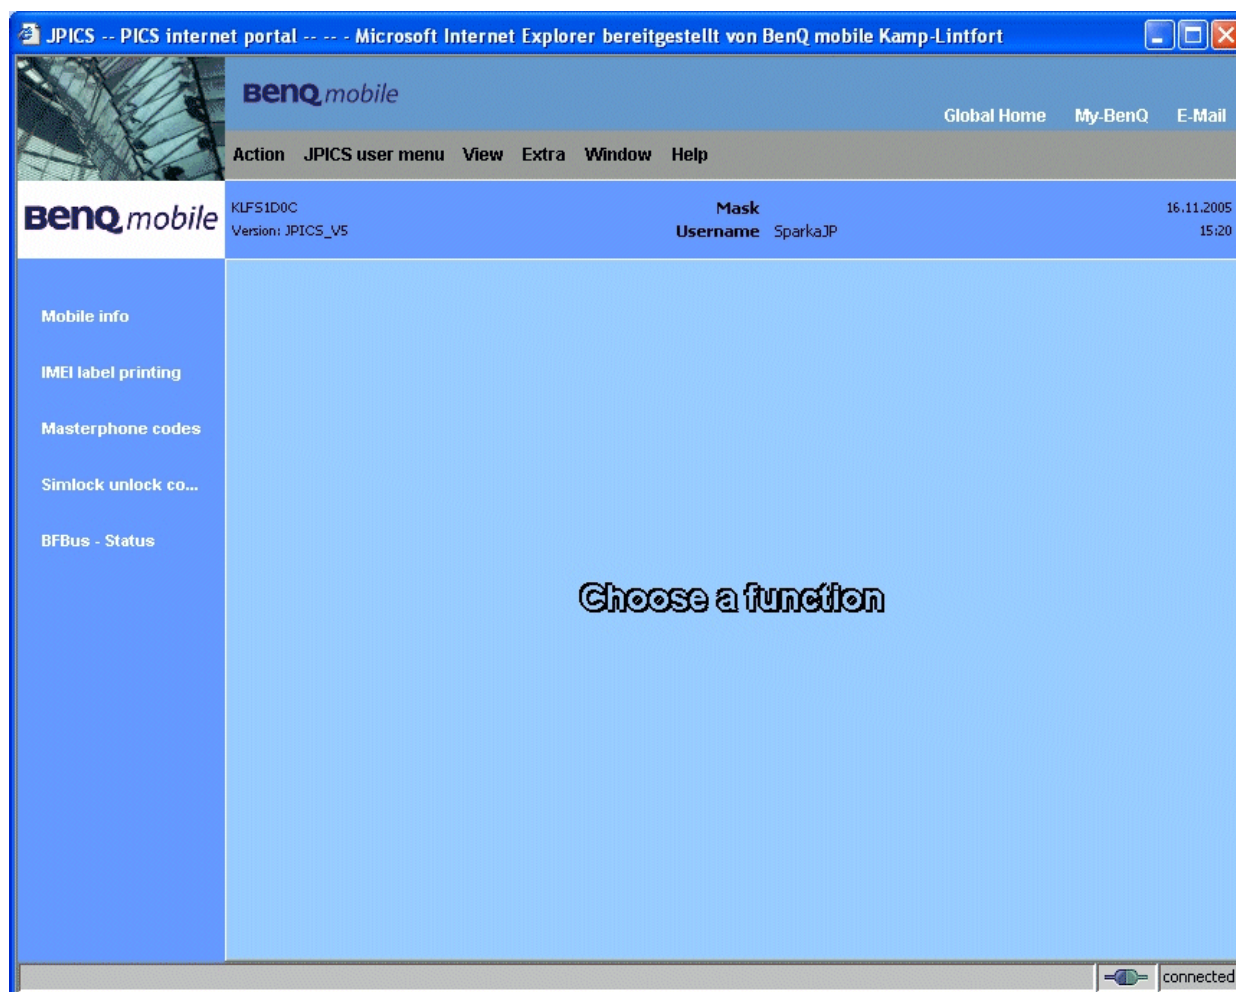 JPICS -- PICS internet portal -- -- - Microsoft Internet Explorer bereitgestellt von BenQ mobile Kamp-Lintfort
BenQ mobile
Global Home My-BenQ E-Mail
Action JPICS user menu View Extra Window Help
BenQ mobile
KLFS1D0C Mask 16.11.2005
Version: JPICS_V5 Username SparkaJP 15:20
Mobile info
IMEI label printing
Masterphone codes
Simlock unlock co...
BFBus - Status
Choose a function
connected